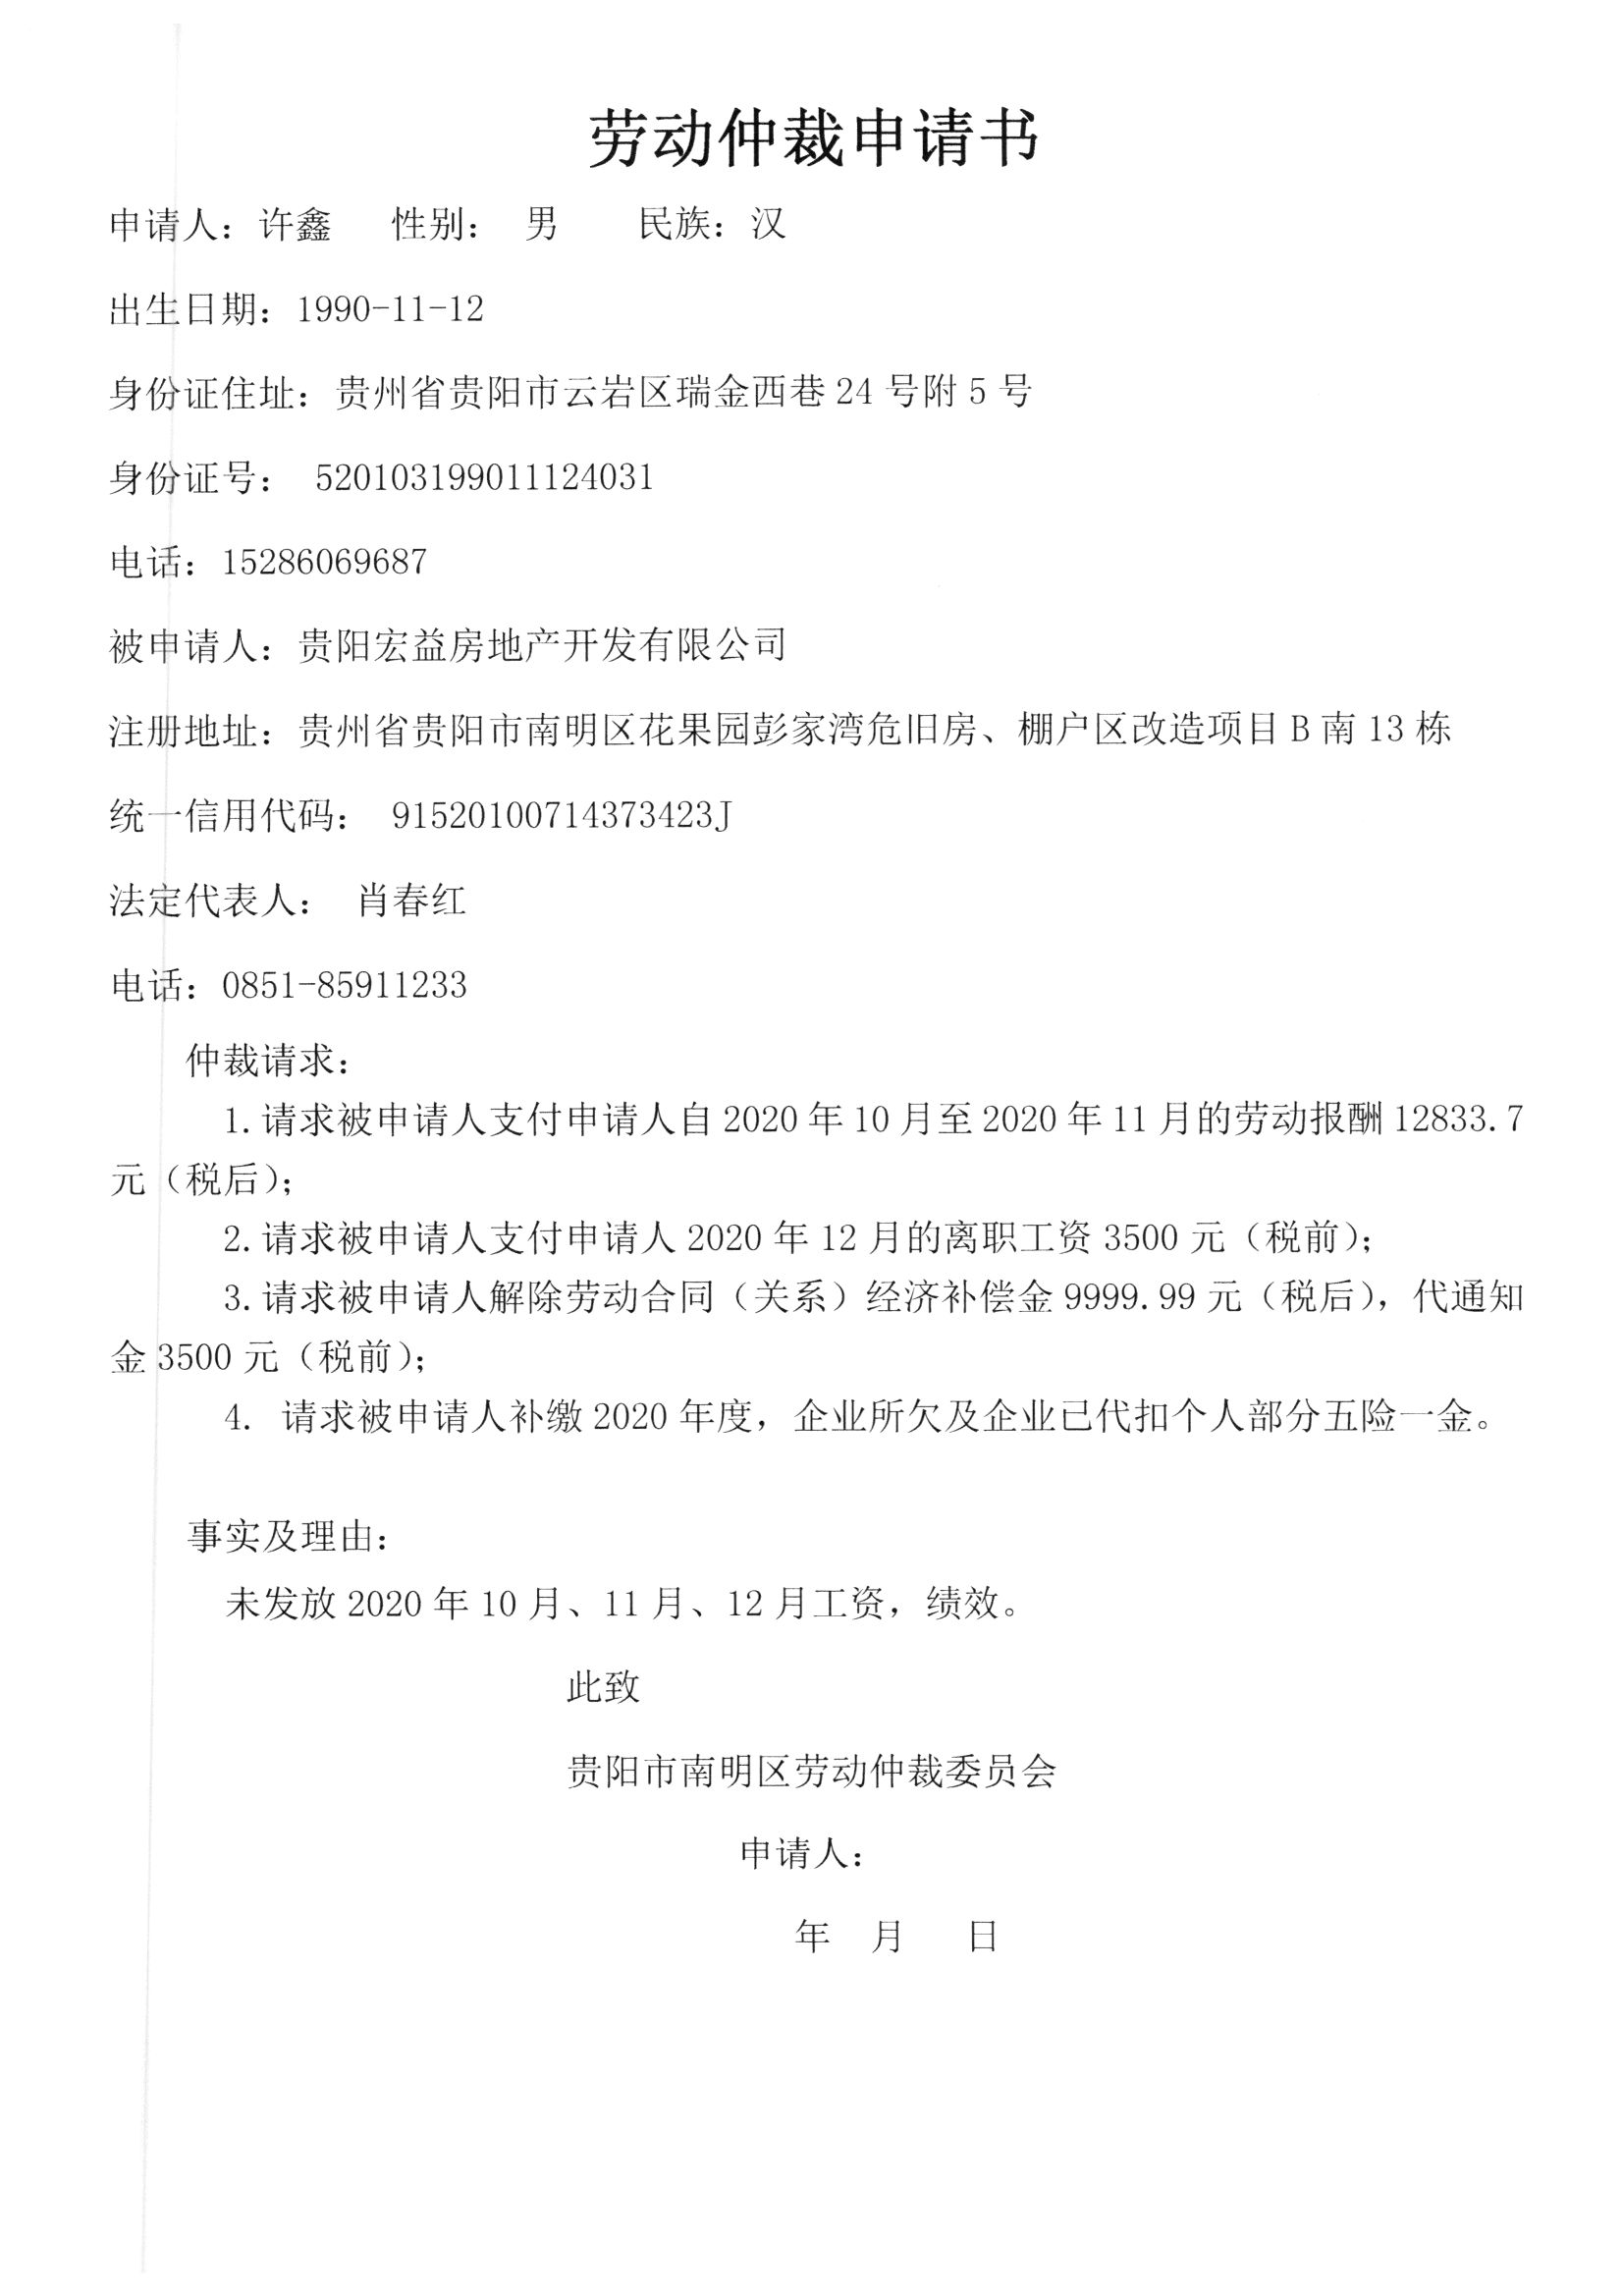 劳动仲裁申请书
申请人：许鑫 性别： 男 民族：汉
出生日期：1990-11-12
身份证住址：贵州省贵阳市云岩区瑞金西巷 24 号附 5 号
身份证号： 520103199011124031
电话：15286069687
被申请人：贵阳宏益房地产开发有限公司
注册地址：贵州省贵阳市南明区花果园彭家湾危旧房、棚户区改造项目 B 南 13 栋
统一信用代码： 91520100714373423J
法定代表人： 肖春红
电话：0851-85911233
仲裁请求：
1.请求被申请人支付申请人自 2020 年 10 月至 2020 年 11 月的劳动报酬 12833.7
元（税后）；
2.请求被申请人支付申请人 2020 年 12 月的离职工资 3500 元（税前）；
3.请求被申请人解除劳动合同（关系）经济补偿金 9999.99 元（税后），代通知
金 3500 元（税前）；
4. 请求被申请人补缴 2020 年度，企业所欠及企业已代扣个人部分五险一金。
事实及理由：
未发放 2020 年 10 月、11 月、12 月工资，绩效。
此致
贵阳市南明区劳动仲裁委员会
申请人：
年 月 日